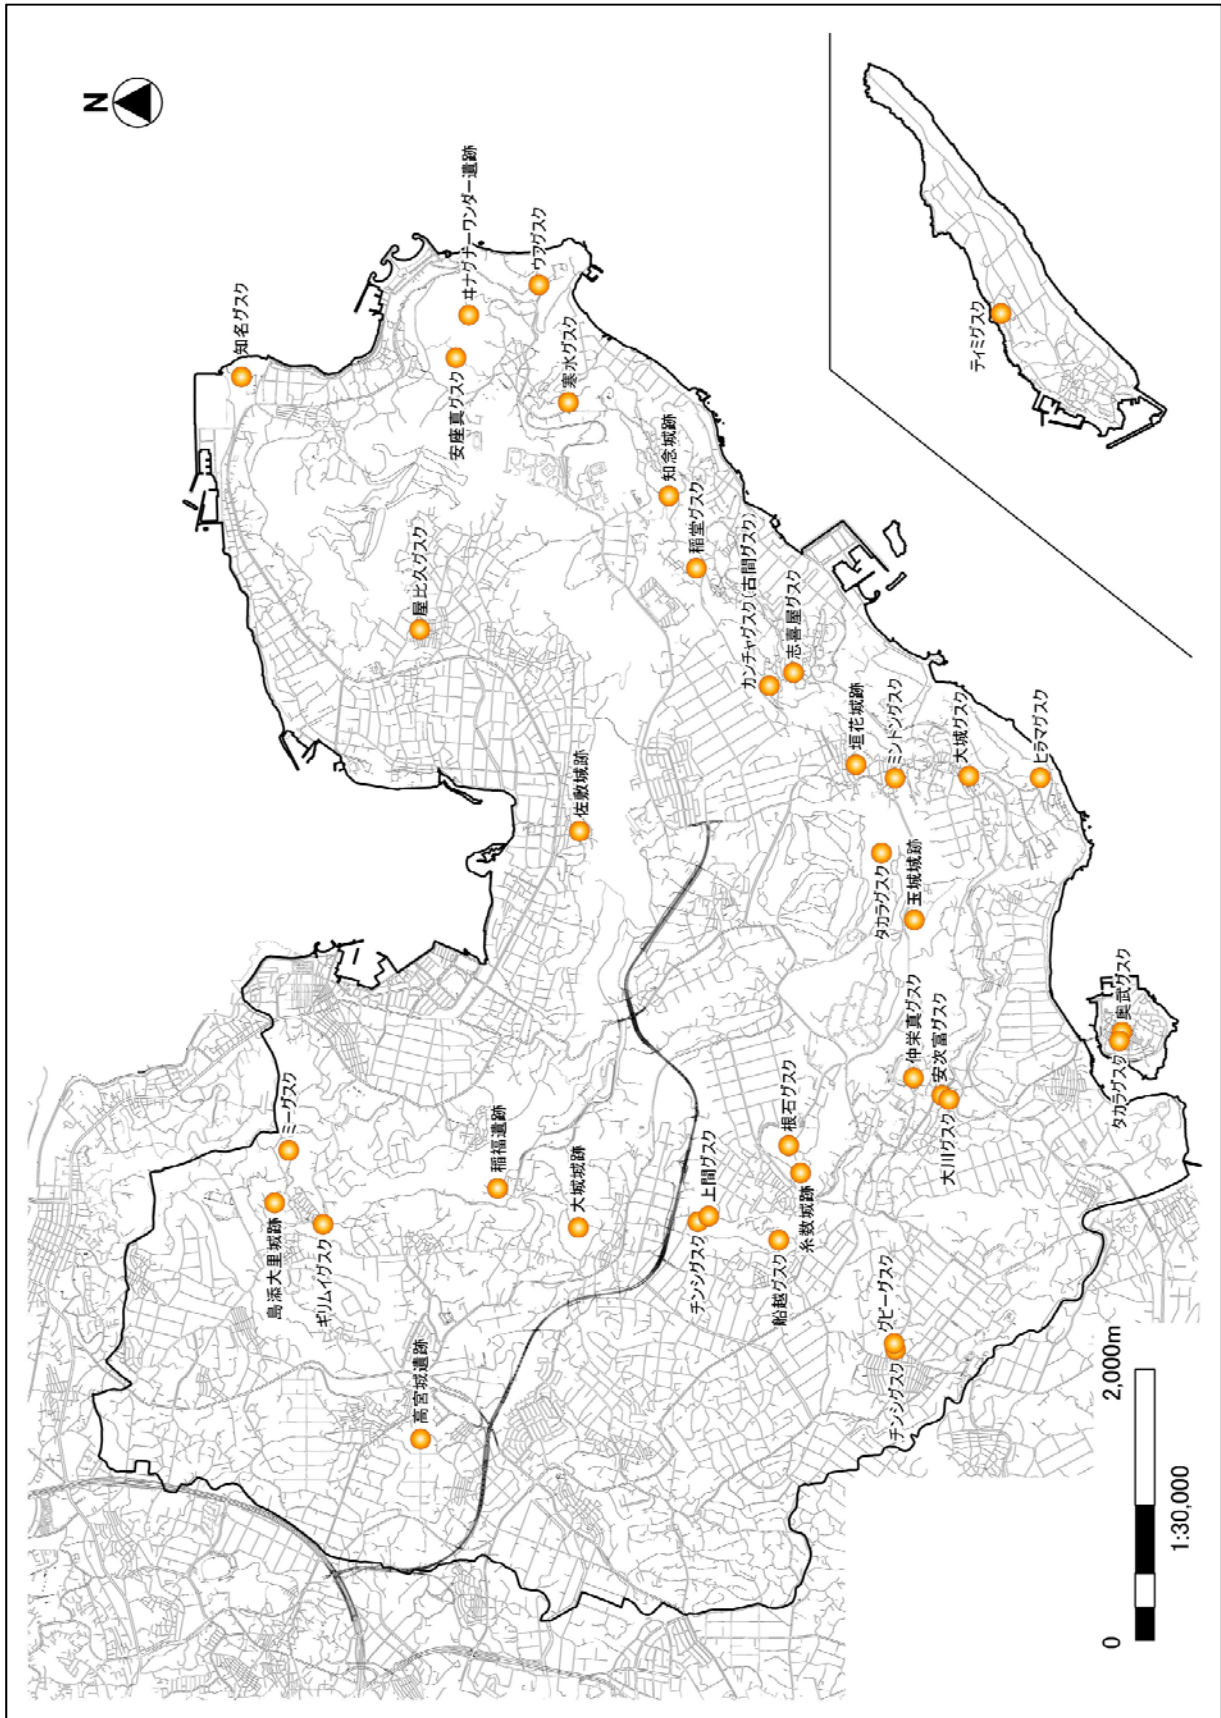 N
知名グスク
ヰナグナーワンダー遺跡
ウフグスク
安座真グスク
寒水グスク
知念城跡
稲堂グスク
屋比久グスク
カンチャグスク(古間グスク)
志喜屋グスク
垣花城跡
ミントングスク
大城グスク
ヒラマグスク
佐敷城跡
タカラグスク
玉城城跡
仲栄真グスク
安次富グスク
大川グスク
奥武グスク
タカラグスク
ミーグスク
島添大里城跡
ギリムイグスク
稲福遺跡
大城城跡
根石グスク
糸数城跡
上間グスク
チンシグスク
船越グスク
グビーグスク
チンシグスク
高宮城遺跡
ティミグスク
0
2,000m
1:30,000